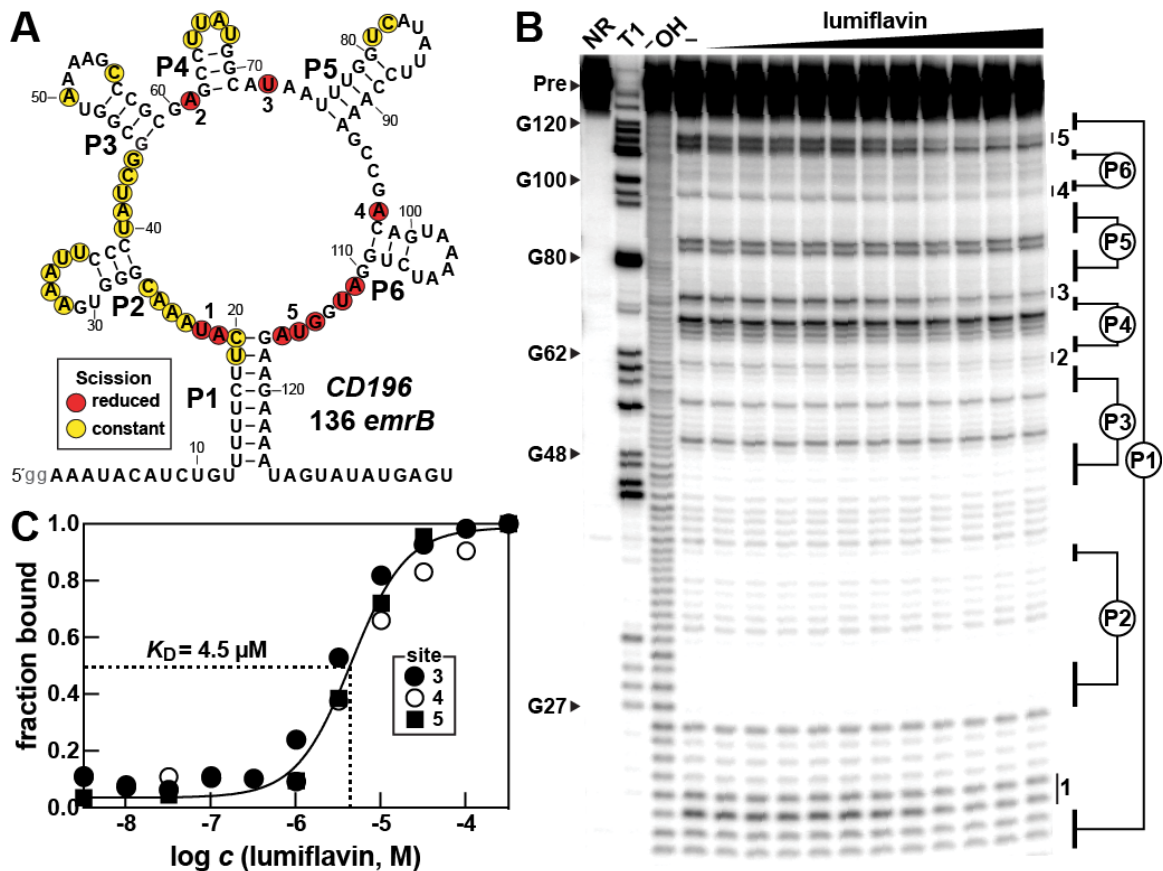 A
P4
70
60
2
3
P5
80
90
50
P3
40
P2
30
1
20
5
4
100
110
P6
P1
120
10
Scission
reduced
constant
CD196
136 emrB
5'ggAAAUACAUCUGU
UAGUAUAUGAGU
B
NR
T1
-OH
–
lumiflavin
Pre
G120
G100
G80
G62
G48
G27
5
4
3
2
1
P6
P5
P4
P3
P2
P1
C
fraction bound
1.0
0.8
0.6
0.4
0.2
0.0
KD = 4.5 µM
site
3
4
5
-8
-7
-6
-5
-4
log c (lumiflavin, M)